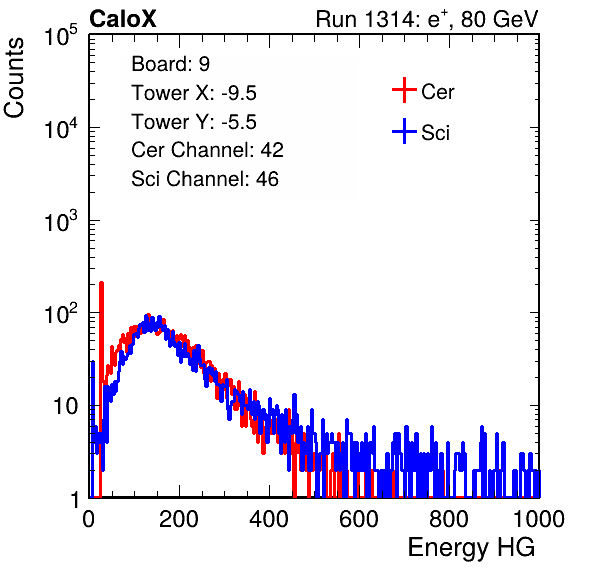 CaloX Run 1314: e⁺, 80 GeV
Counts
Board: 9
Tower X: -9.5
Tower Y: -5.5
Cer Channel: 42
Sci Channel: 46
Cer
Sci
10⁵
10⁴
10³
10²
10
1
0 200 400 600 800 1000
Energy HG